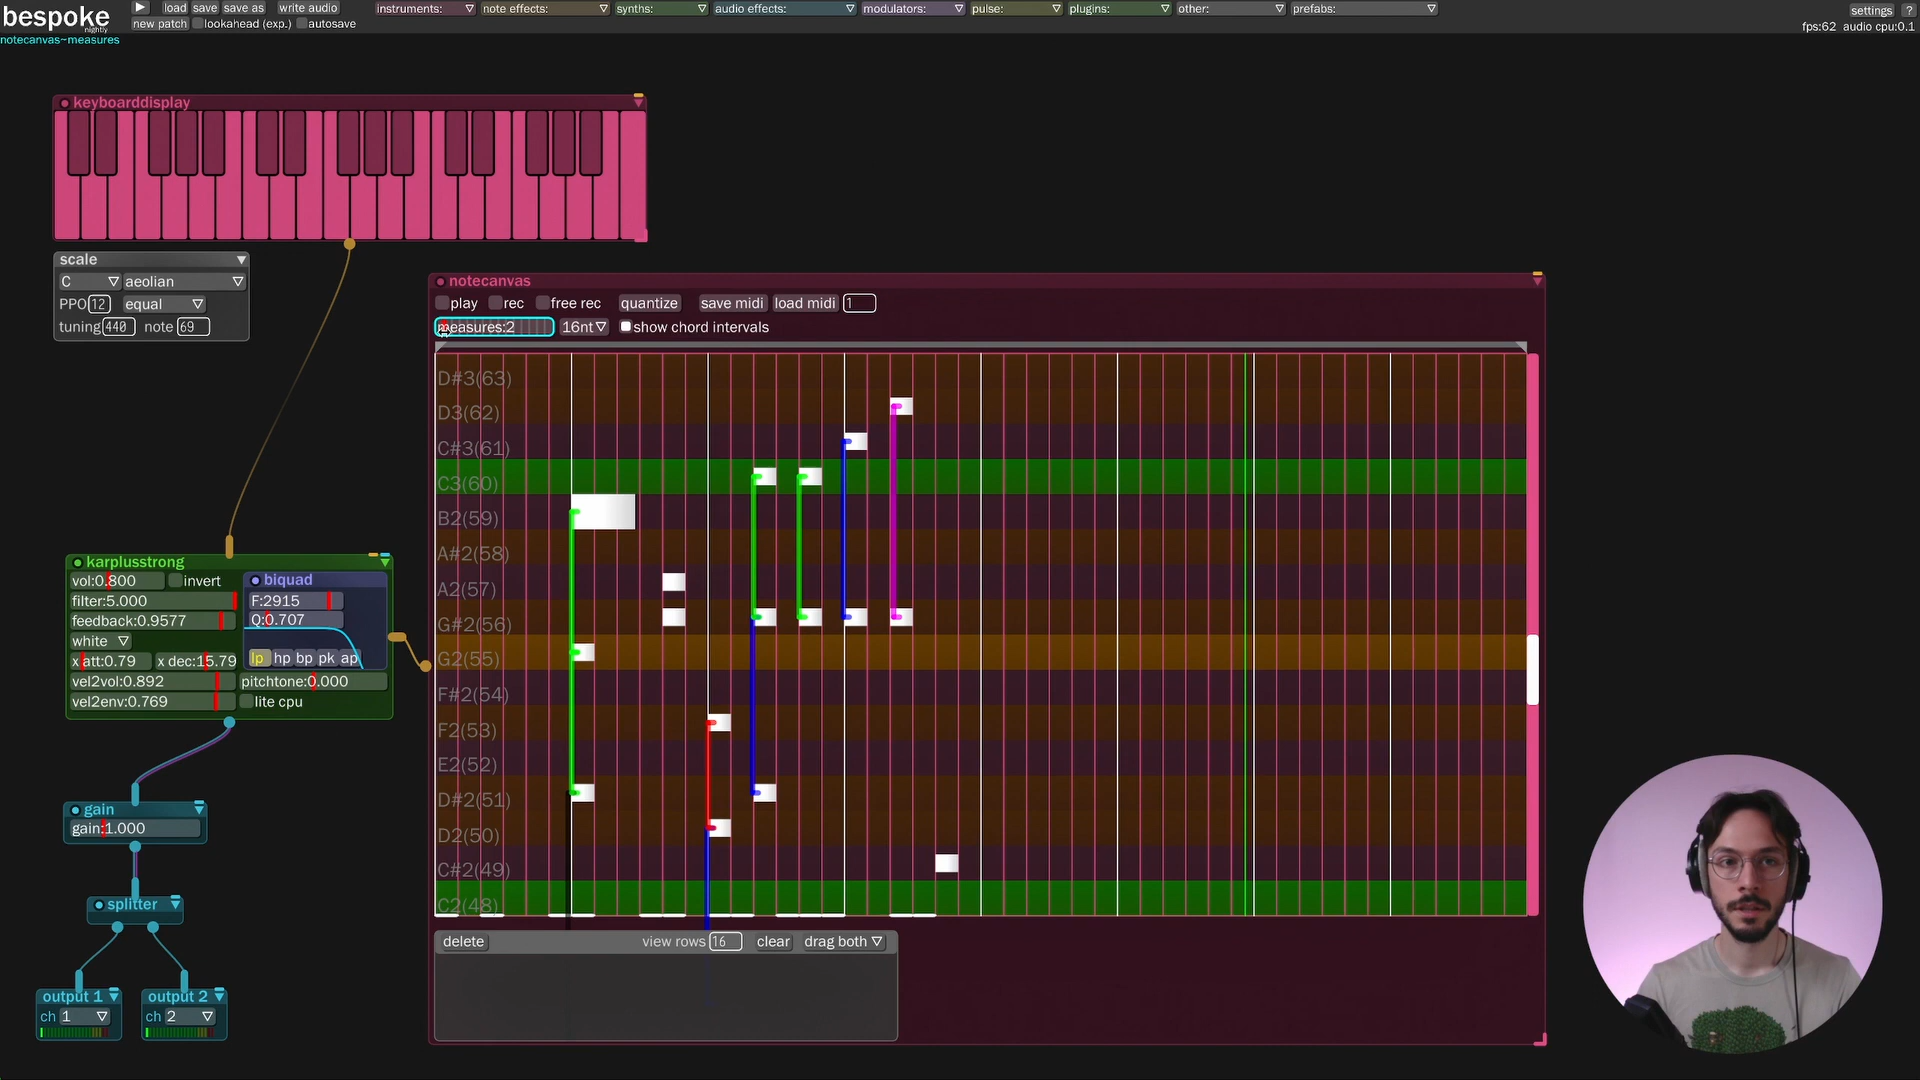 bespoke
nightly
load save save as write audio
new patch lookahead (exp.) autosave
instruments: note effects: synths: audio effects: modulators: pulse: plugins: other: prefabs:
settings ?
fps:62 audio cpu:0.1
notecanvas~measures
keyboarddisplay
scale
C aeolian
PPO 12 equal
tuning 440 note 69
notecanvas
play rec free rec quantize save midi load midi 1
measures:2 16nt show chord intervals
D#3(63)
D3(62)
C#3(61)
C3(60)
B2(59)
A#2(58)
A2(57)
G#2(56)
G2(55)
F#2(54)
F2(53)
E2(52)
D#2(51)
D2(50)
C#2(49)
C2(48)
delete view rows 16 clear drag both
karplusstrong
vol:0.800 invert
filter:5.000
feedback:0.9577
white
x att:0.79 x dec:15.79
vel2vol:0.892 pitchtone:0.000
vel2env:0.769 lite cpu
biquad
F:2915
Q:0.707
lp hp bp pk ap
gain
gain:1.000
splitter
output 1 output 2
ch 1 ch 2